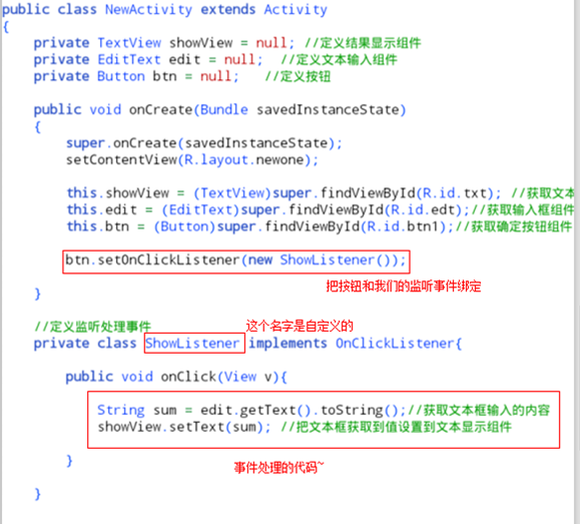 public class NewActivity extends Activity
{
    private TextView showView = null; //定义结果显示组件
    private EditText edit = null;  //定义文本输入组件
    private Button btn = null;   //定义按钮
    public void onCreate(Bundle savedInstanceState)
    {
        super.onCreate(savedInstanceState);
        setContentView(R.layout.newone);
        this.showView = (TextView)super.findViewById(R.id.txt); //获取文本
        this.edit = (EditText)super.findViewById(R.id.edt);//获取输入框组件
        this.btn = (Button)super.findViewById(R.id.btn1);//获取确定按钮组件
        btn.setOnClickListener(new ShowListener());
把按钮和我们的监听事件绑定
    }
    //定义监听处理事件
这个名字是自定义的
    private class ShowListener implements OnClickListener{
        public void onClick(View v){
            String sum = edit.getText().toString();//获取文本框输入的内容
            showView.setText(sum); //把文本框获取到值设置到文本显示组件
        }
事件处理的代码~
    }